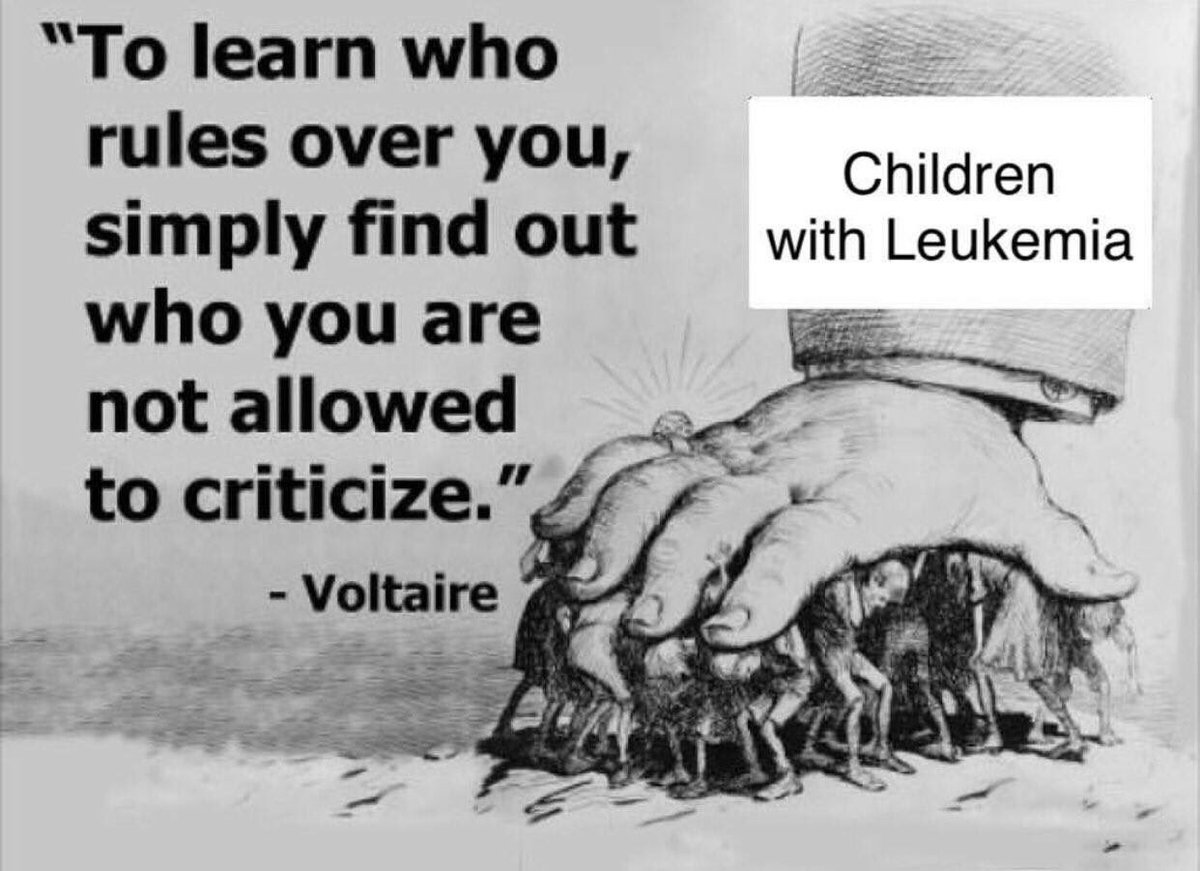 “To learn who
rules over you,
simply find out
who you are
not allowed
to criticize.”
- Voltaire
Children
with Leukemia